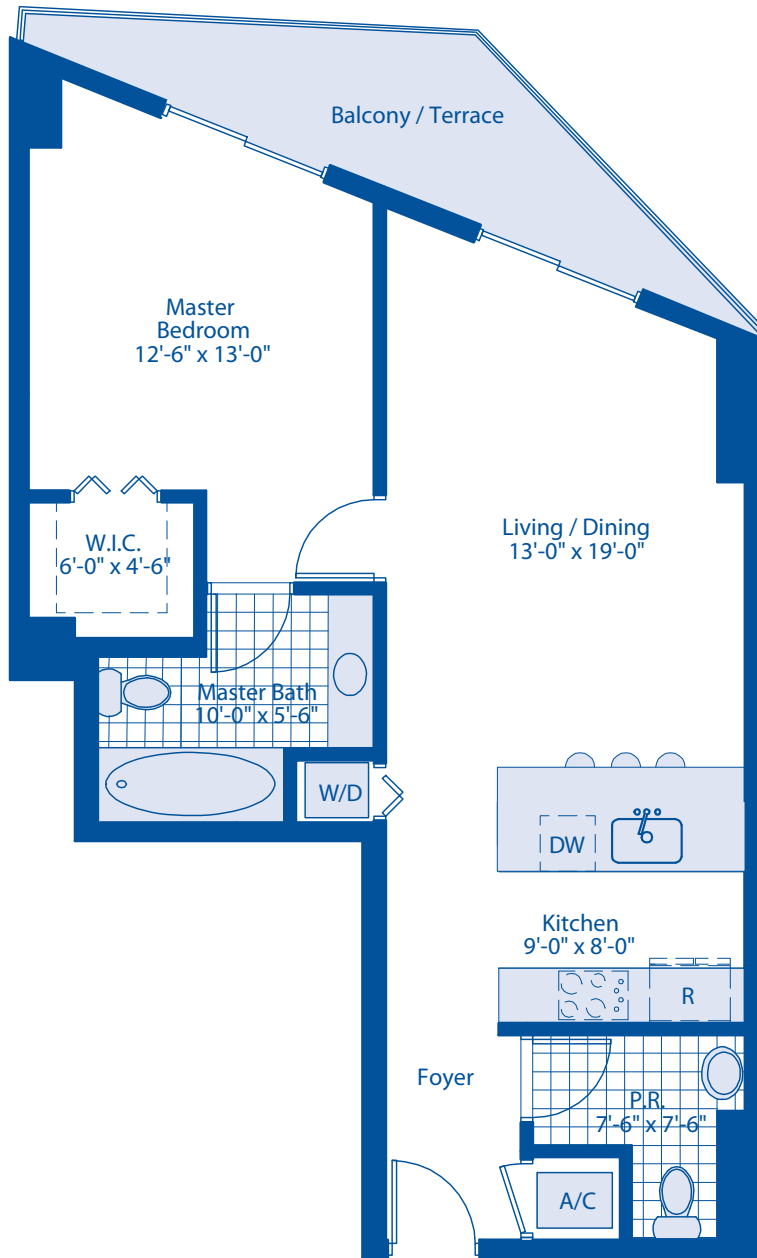 Balcony / Terrace
Master
Bedroom
12'-6" x 13'-0"
W.I.C.
6'-0" x 4'-6"
Living / Dining
13'-0" x 19'-0"
Master Bath
10'-0" x 5'-6"
W/D
DW
Kitchen
9'-0" x 8'-0"
R
Foyer
P.R.
7'-6" x 7'-6"
A/C